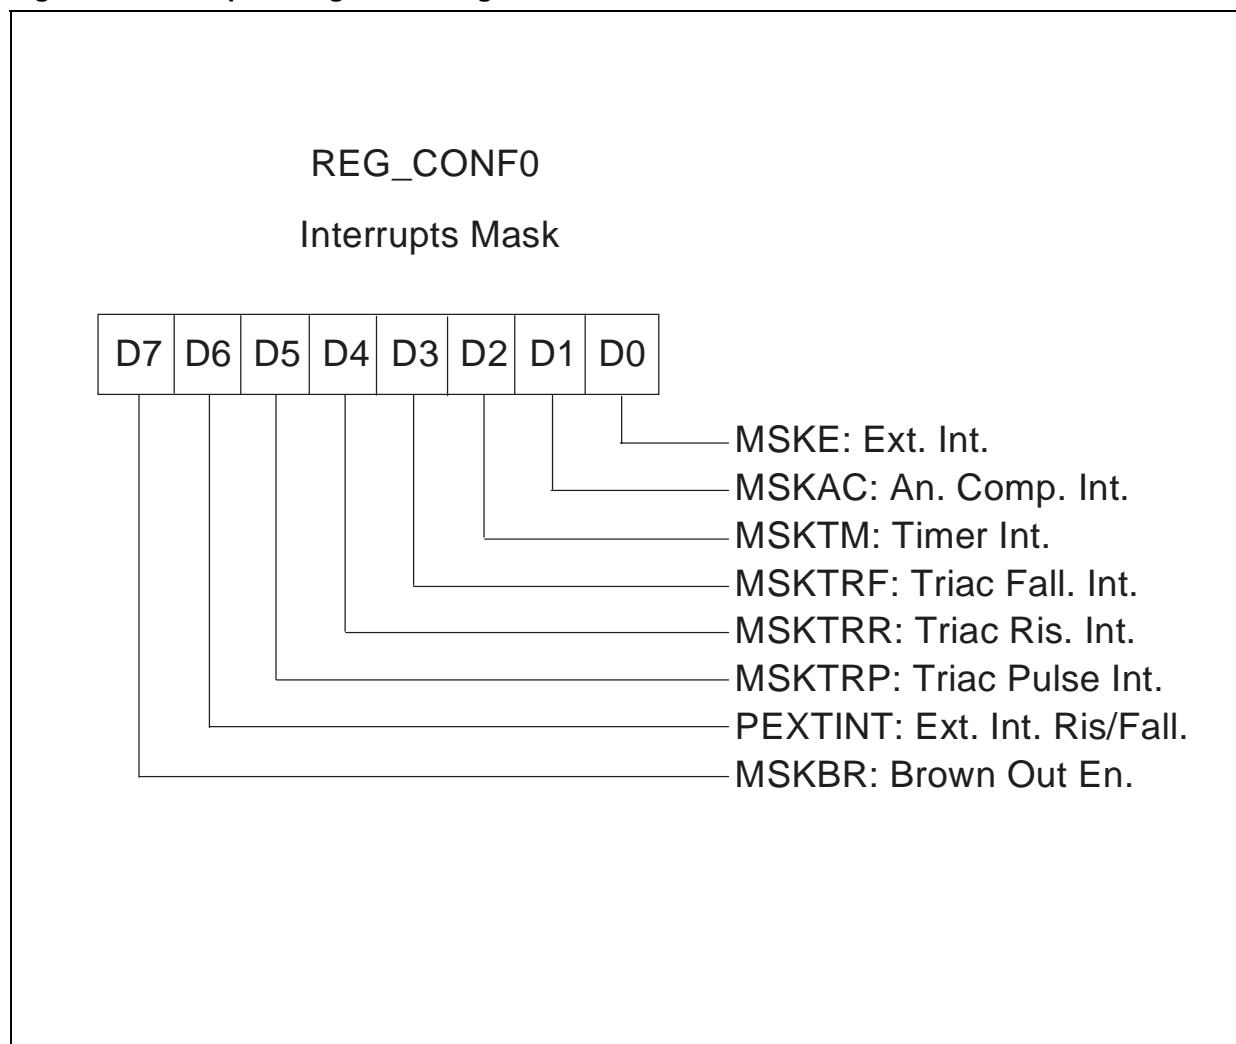 REG_CONF0
Interrupts Mask
D7 D6 D5 D4 D3 D2 D1 D0
MSKE: Ext. Int.
MSKAC: An. Comp. Int.
MSKTM: Timer Int.
MSKTRF: Triac Fall. Int.
MSKTRR: Triac Ris. Int.
MSKTRP: Triac Pulse Int.
PEXTINT: Ext. Int. Ris/Fall.
MSKBR: Brown Out En.